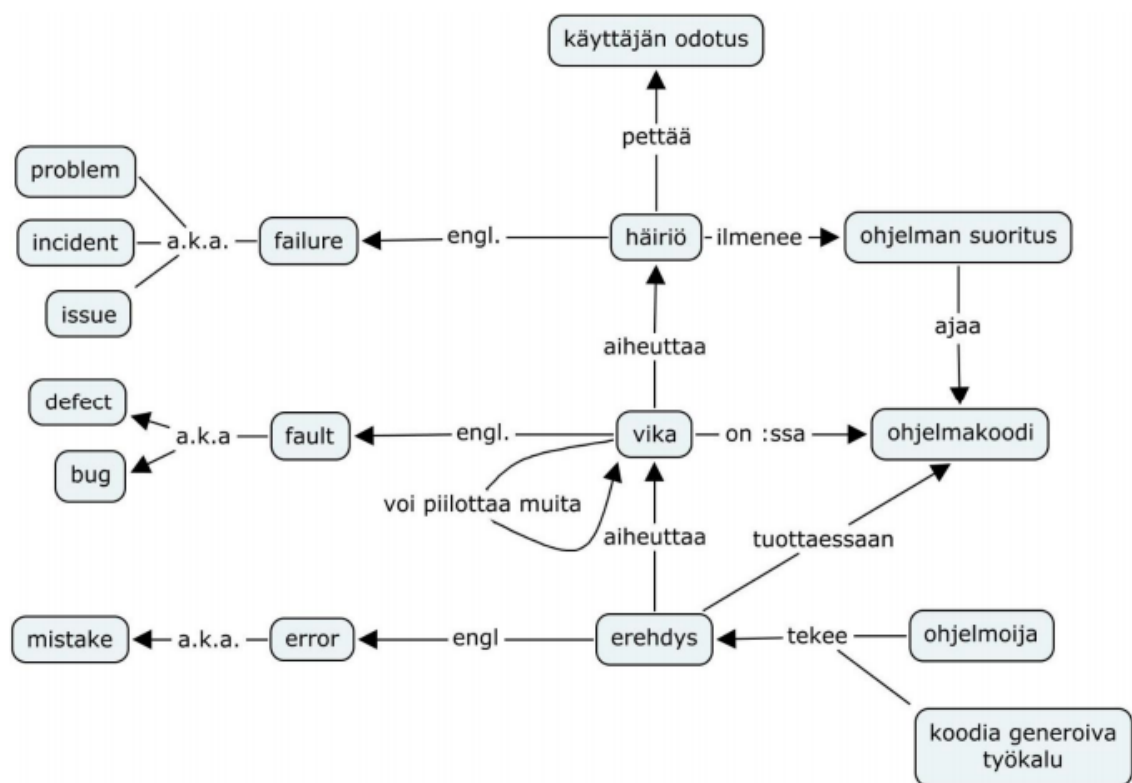 käyttäjän odotus
pettää
problem
incident
a.k.a.
failure
engl.
häiriö
ilmenee
ohjelman suoritus
issue
ajaa
aiheuttaa
defect
a.k.a
fault
engl.
vika
on :ssa
ohjelmakoodi
bug
voi piilottaa muita
aiheuttaa
tuottaessaan
mistake
a.k.a.
error
engl
erehdys
tekee
ohjelmoija
koodia generoiva
työkalu